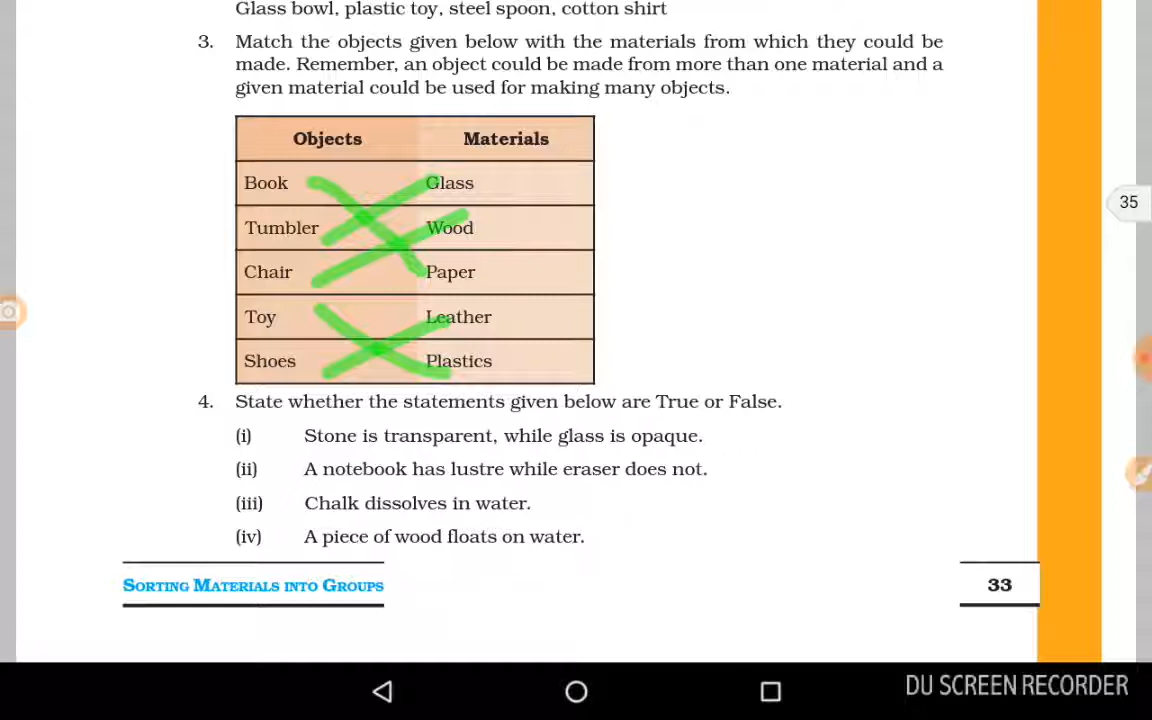 Glass bowl, plastic toy, steel spoon, cotton shirt
3. Match the objects given below with the materials from which they could be
made. Remember, an object could be made from more than one material and a
given material could be used for making many objects.
Objects Materials
Book Glass
Tumbler Wood
Chair Paper
Toy Leather
Shoes Plastics
4. State whether the statements given below are True or False.
(i) Stone is transparent, while glass is opaque.
(ii) A notebook has lustre while eraser does not.
(iii) Chalk dissolves in water.
(iv) A piece of wood floats on water.
SORTING MATERIALS INTO GROUPS 33
35
DU SCREEN RECORDER